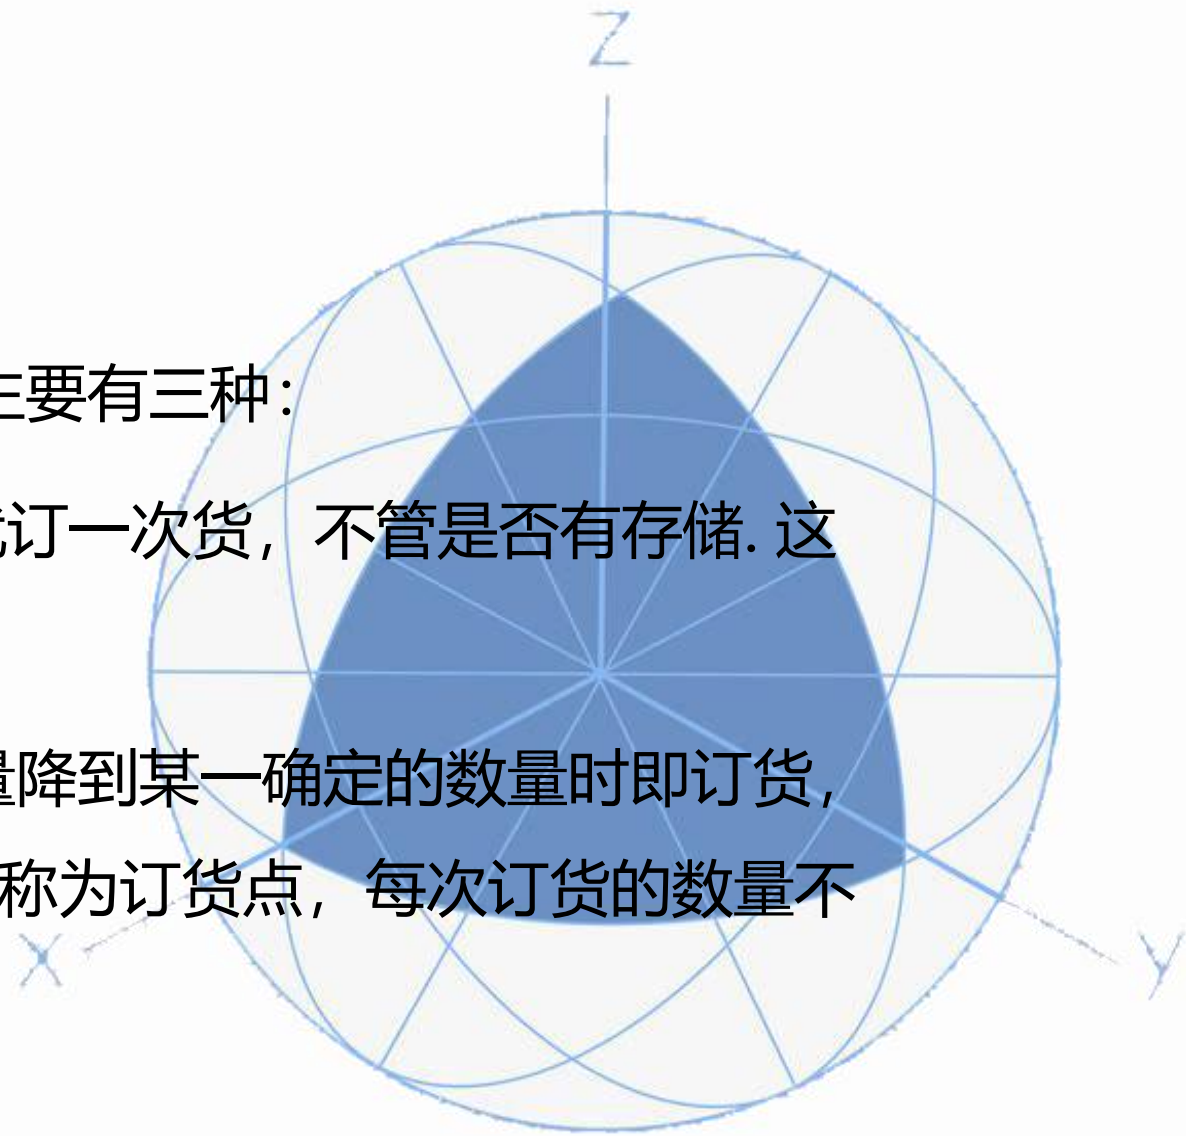 Z
主要有三种：
订一次货，不管是否有存储. 这
量降到某一确定的数量时即订货，
称为订货点，每次订货的数量不
X
Y